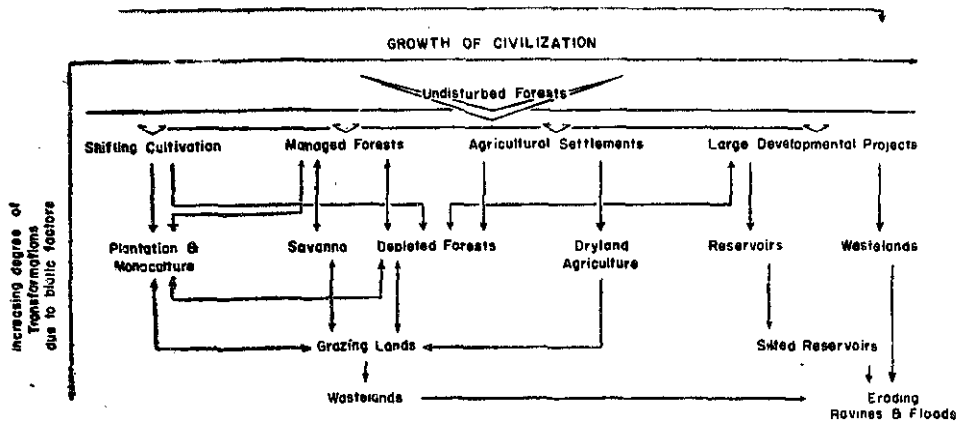 GROWTH OF CIVILIZATION
Undisturbed Forests
Shifting Cultivation Managed Forests Agricultural Settlements Large Developmental Projects
Increasing degree of
Transformations
due to biotic factors
Plantation & Monoculture
Savanna Depleted Forests
Dryland Agriculture
Reservoirs Wastelands
Grazing Lands Silted Reservoirs
Wastelands
Eroding
Ravines & Floods